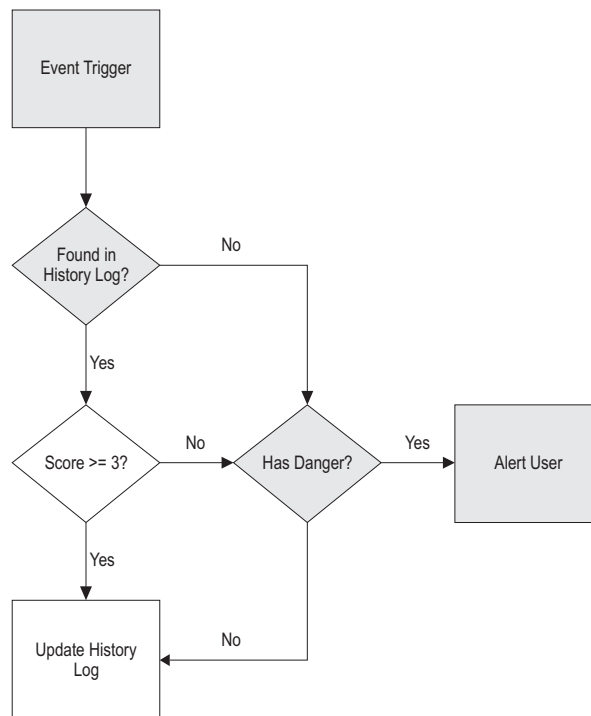 Event Trigger
No
Found in
History Log?
Yes
Score >= 3?
No
Has Danger?
Yes
Alert User
Yes
Update History
Log
No